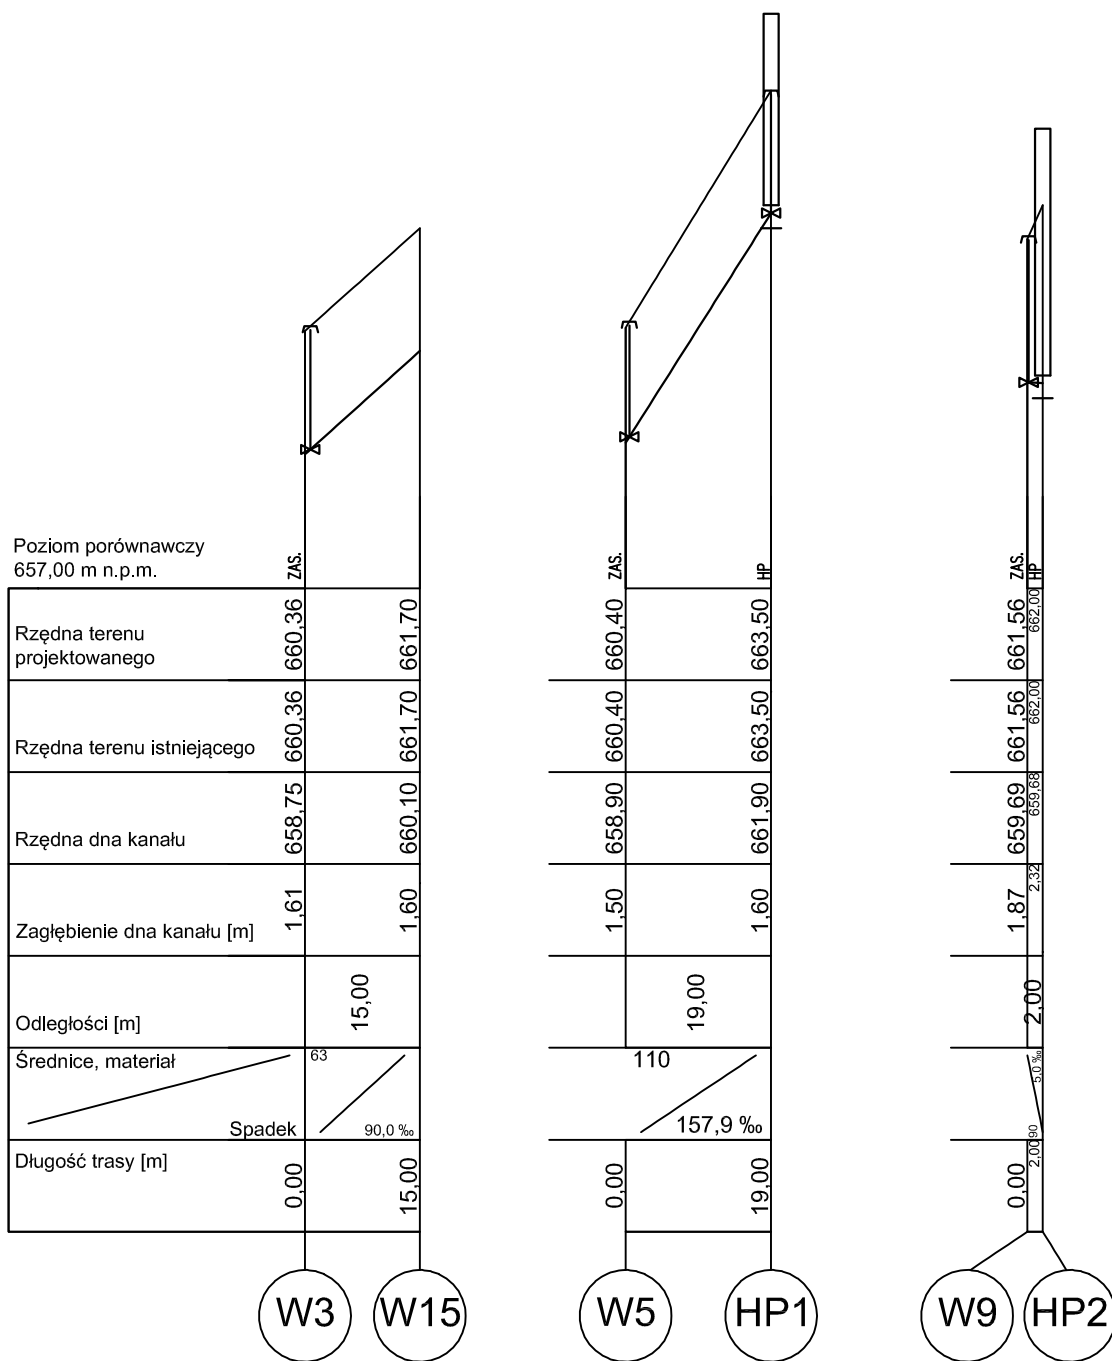 Poziom porównawczy
657,00 m n.p.m.
ZAS.
ZAS.
HP
ZAS.
HP
Rzędna terenu
projektowanego
660,36
661,70
660,40
663,50
661,56
662,00
Rzędna terenu istniejącego
660,36
661,70
660,40
663,50
661,56
662,00
Rzędna dna kanału
658,75
660,10
658,90
661,90
659,69
659,68
Zagłębienie dna kanału [m]
1,61
1,60
1,50
1,60
1,87
2,32
Odległości [m]
15,00
19,00
2,00
Średnice, materiał
63
110
90
Spadek
90,0 ‰
157,9 ‰
5,0 ‰
Długość trasy [m]
0,00
15,00
0,00
19,00
0,00
2,00
W3
W15
W5
HP1
W9
HP2